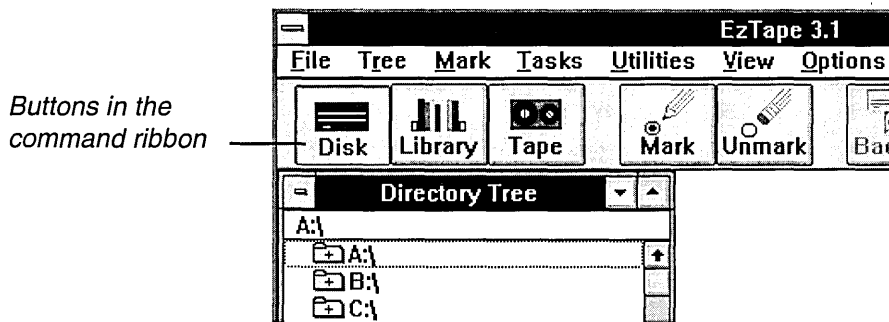 EzTape 3.1
File Tree Mark Tasks Utilities View Options
Buttons in the
command ribbon
Disk Library Tape Mark Unmark
Directory Tree
A:\
A:\
B:\
C:\